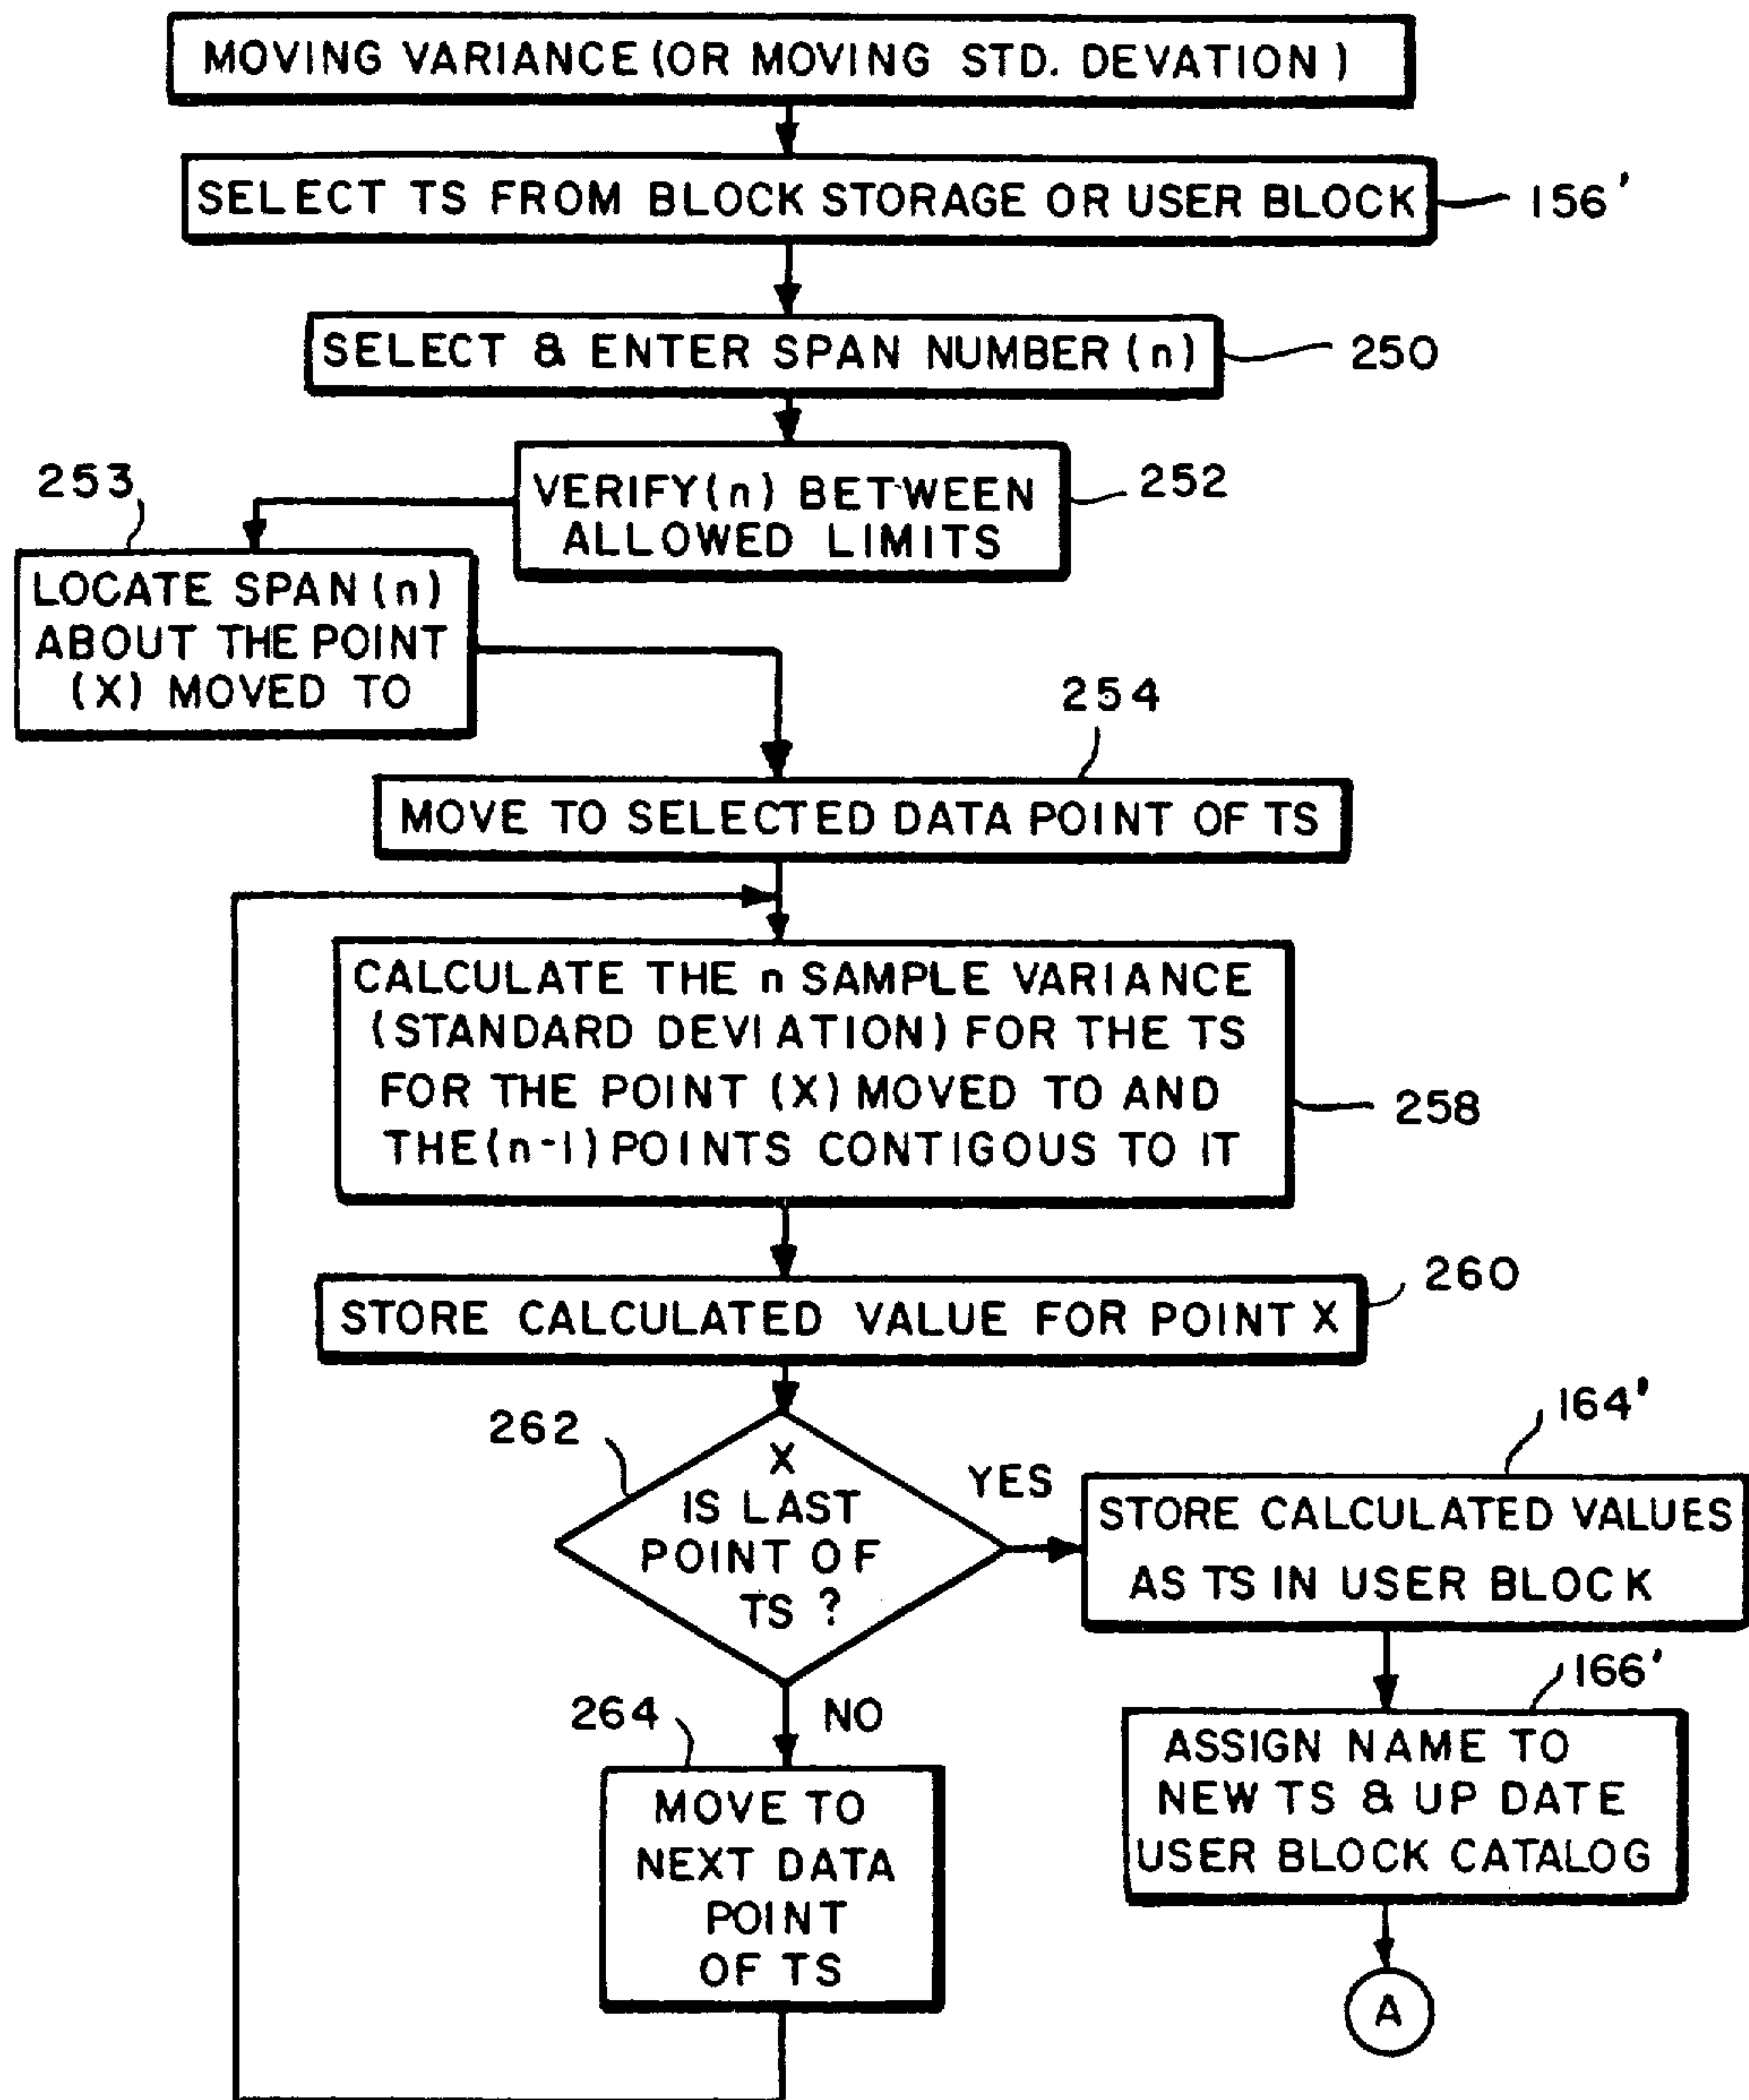 MOVING VARIANCE (OR MOVING STD. DEVATION )
SELECT TS FROM BLOCK STORAGE OR USER BLOCK
156'
SELECT & ENTER SPAN NUMBER (n)
250
253
VERIFY (n) BETWEEN
ALLOWED LIMITS
252
LOCATE SPAN (n)
ABOUT THE POINT
(X) MOVED TO
254
MOVE TO SELECTED DATA POINT OF TS
CALCULATE THE n SAMPLE VARIANCE
(STANDARD DEVIATION) FOR THE TS
FOR THE POINT (X) MOVED TO AND
THE (n-1) POINTS CONTIGOUS TO IT
258
260
STORE CALCULATED VALUE FOR POINT X
262
X
IS LAST
POINT OF
TS ?
YES
164'
STORE CALCULATED VALUES
AS TS IN USER BLOCK
166'
264
NO
ASSIGN NAME TO
NEW TS & UP DATE
USER BLOCK CATALOG
MOVE TO
NEXT DATA
POINT
OF TS
A